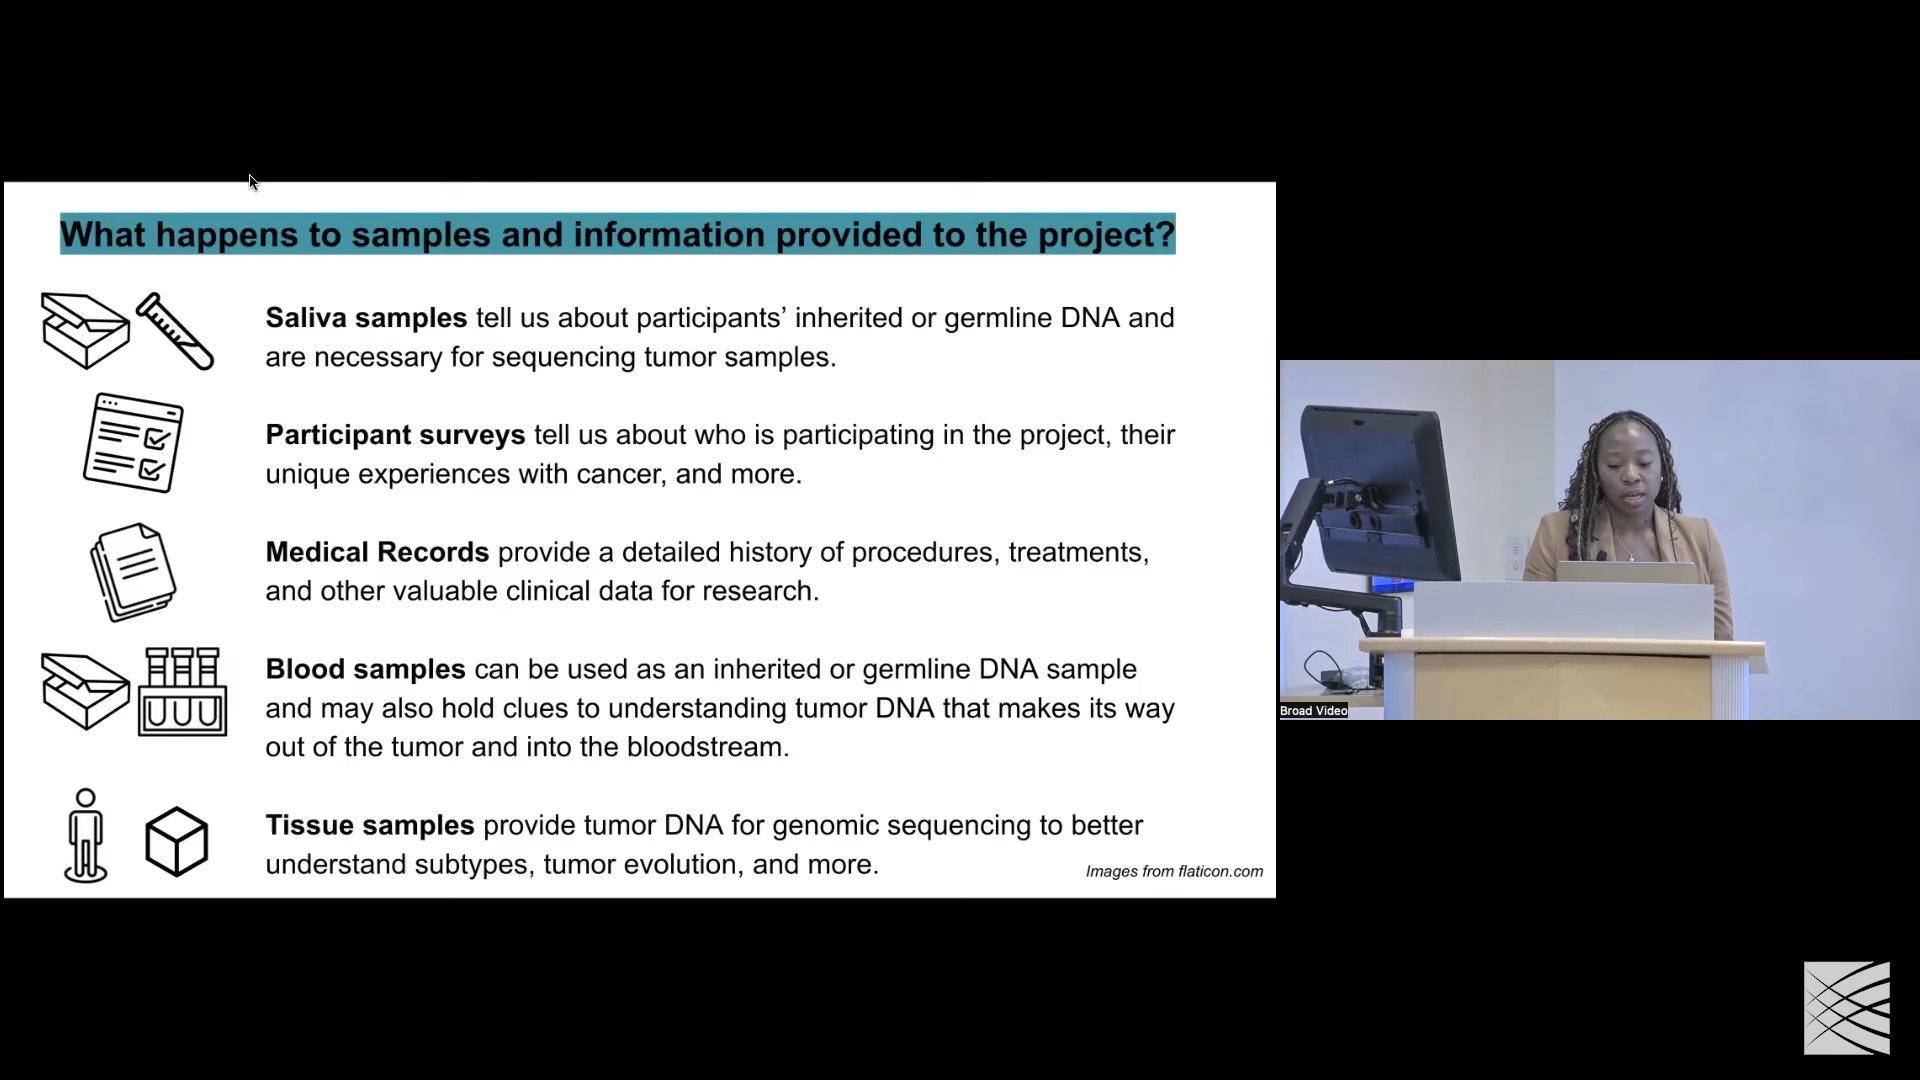 What happens to samples and information provided to the project?
Saliva samples tell us about participants’ inherited or germline DNA and
are necessary for sequencing tumor samples.
Participant surveys tell us about who is participating in the project, their
unique experiences with cancer, and more.
Medical Records provide a detailed history of procedures, treatments,
and other valuable clinical data for research.
Blood samples can be used as an inherited or germline DNA sample
and may also hold clues to understanding tumor DNA that makes its way
out of the tumor and into the bloodstream.
Tissue samples provide tumor DNA for genomic sequencing to better
understand subtypes, tumor evolution, and more.
Images from flaticon.com
Broad Video